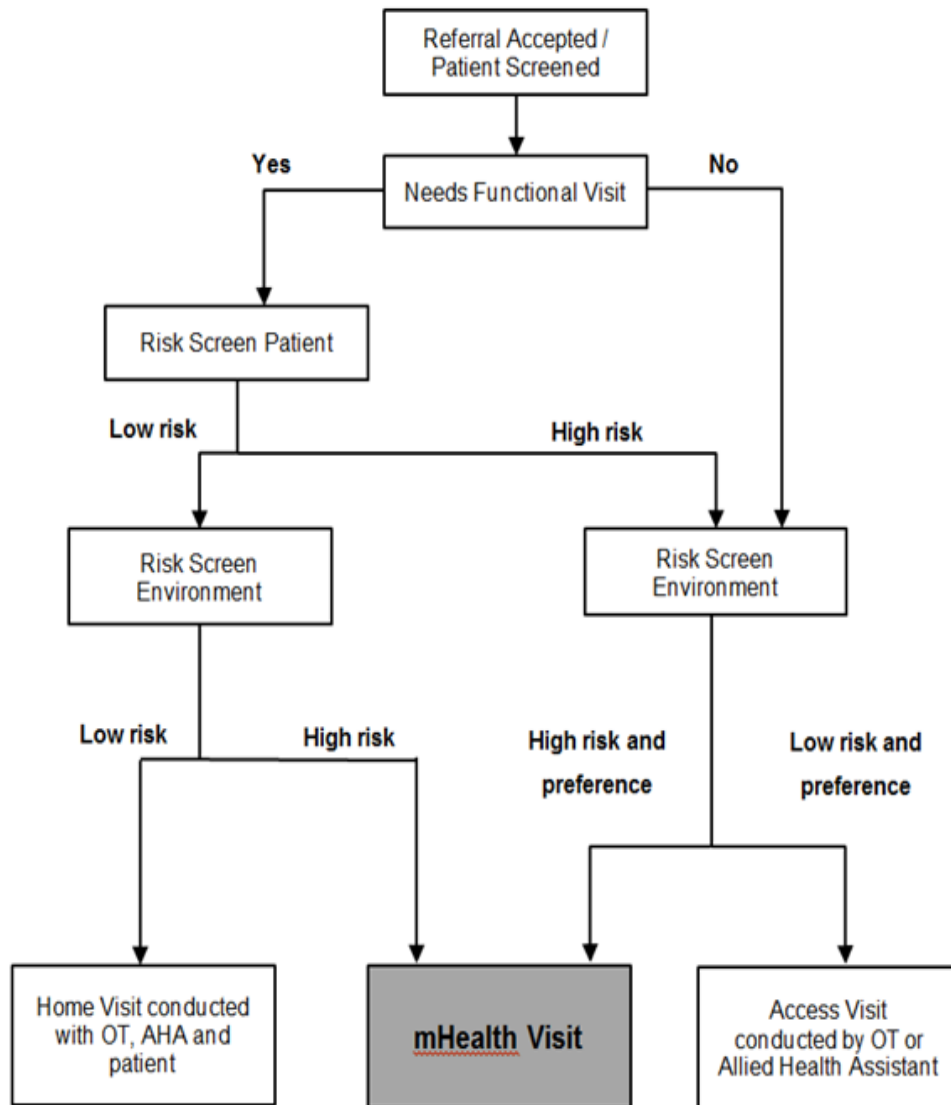 Referral Accepted /
Patient Screened
Yes
No
Needs Functional Visit
Risk Screen Patient
Low risk
High risk
Risk Screen
Environment
Risk Screen
Environment
Low risk
High risk
High risk and
preference
Low risk and
preference
Home Visit conducted
with OT, AHA and
patient
mHealth Visit
Access Visit
conducted by OT or
Allied Health Assistant